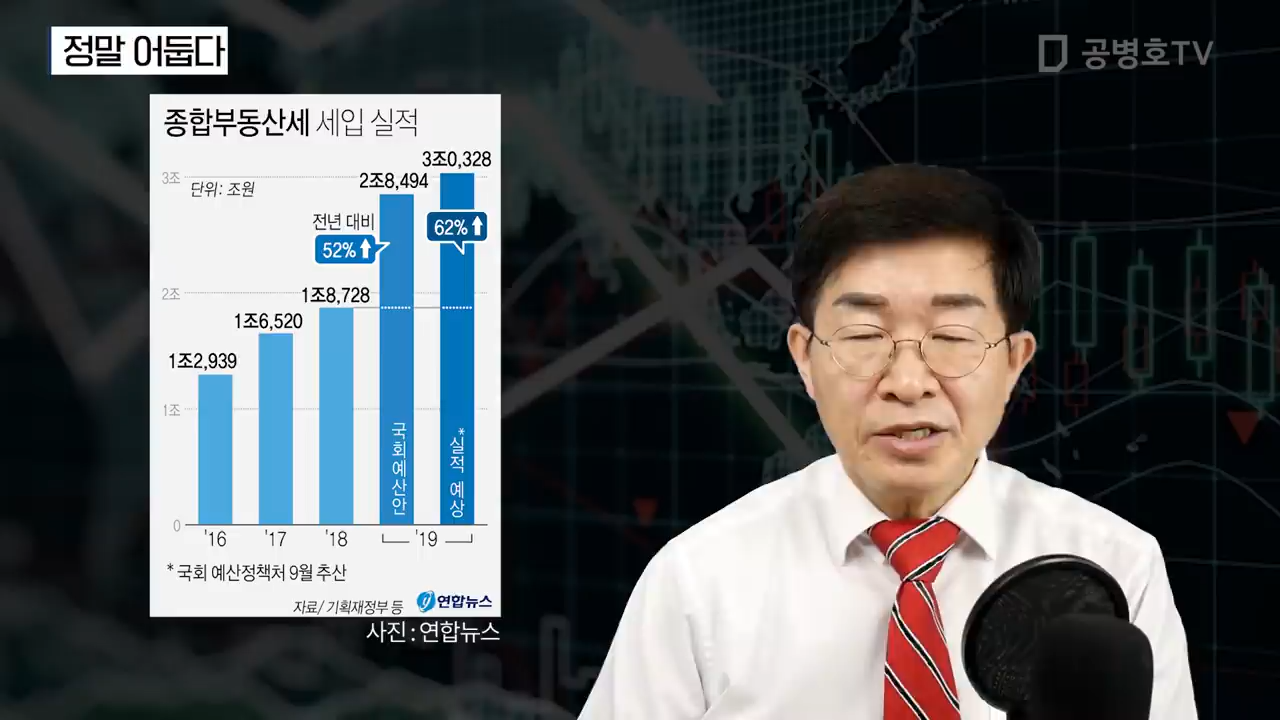 정말 어둡다
공병호TV
종합부동산세 세입 실적
3조0,328
3조
단위: 조원
2조8,494
전년 대비
62%
52%
2조
1조8,728
1조6,520
1조2,939
1조
국회예산안
*실적 예상
0
'16 '17 '18 '19
* 국회 예산정책처 9월 추산
자료/ 기획재정부 등 연합뉴스
사진 : 연합뉴스